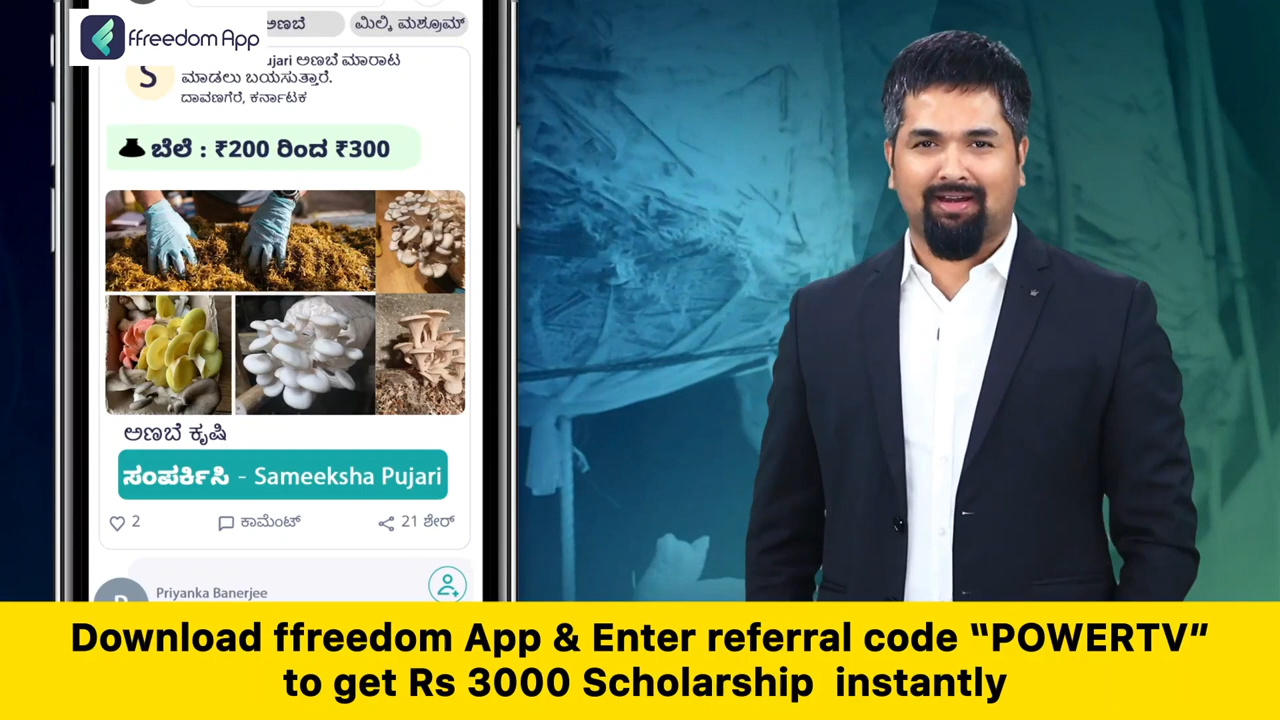 ಅಣಬೆ
ಮಿಲ್ಕಿ ಮಶ್ರೂಮ್
ffreedom App
S
ujari ಅಣಬೆ ಮಾರಾಟ
ಮಾಡಲು ಬಯಸುತ್ತಾರೆ.
ದಾವಣಗೆರೆ, ಕರ್ನಾಟಕ
ಬೆಲೆ : ₹200 ರಿಂದ ₹300
ಅಣಬೆ ಕೃಷಿ
ಸಂಪರ್ಕಿಸಿ - Sameeksha Pujari
2 ಕಾಮೆಂಟ್ 21 ಶೇರ್
Priyanka Banerjee
Download ffreedom App & Enter referral code “POWERTV”
to get Rs 3000 Scholarship instantly